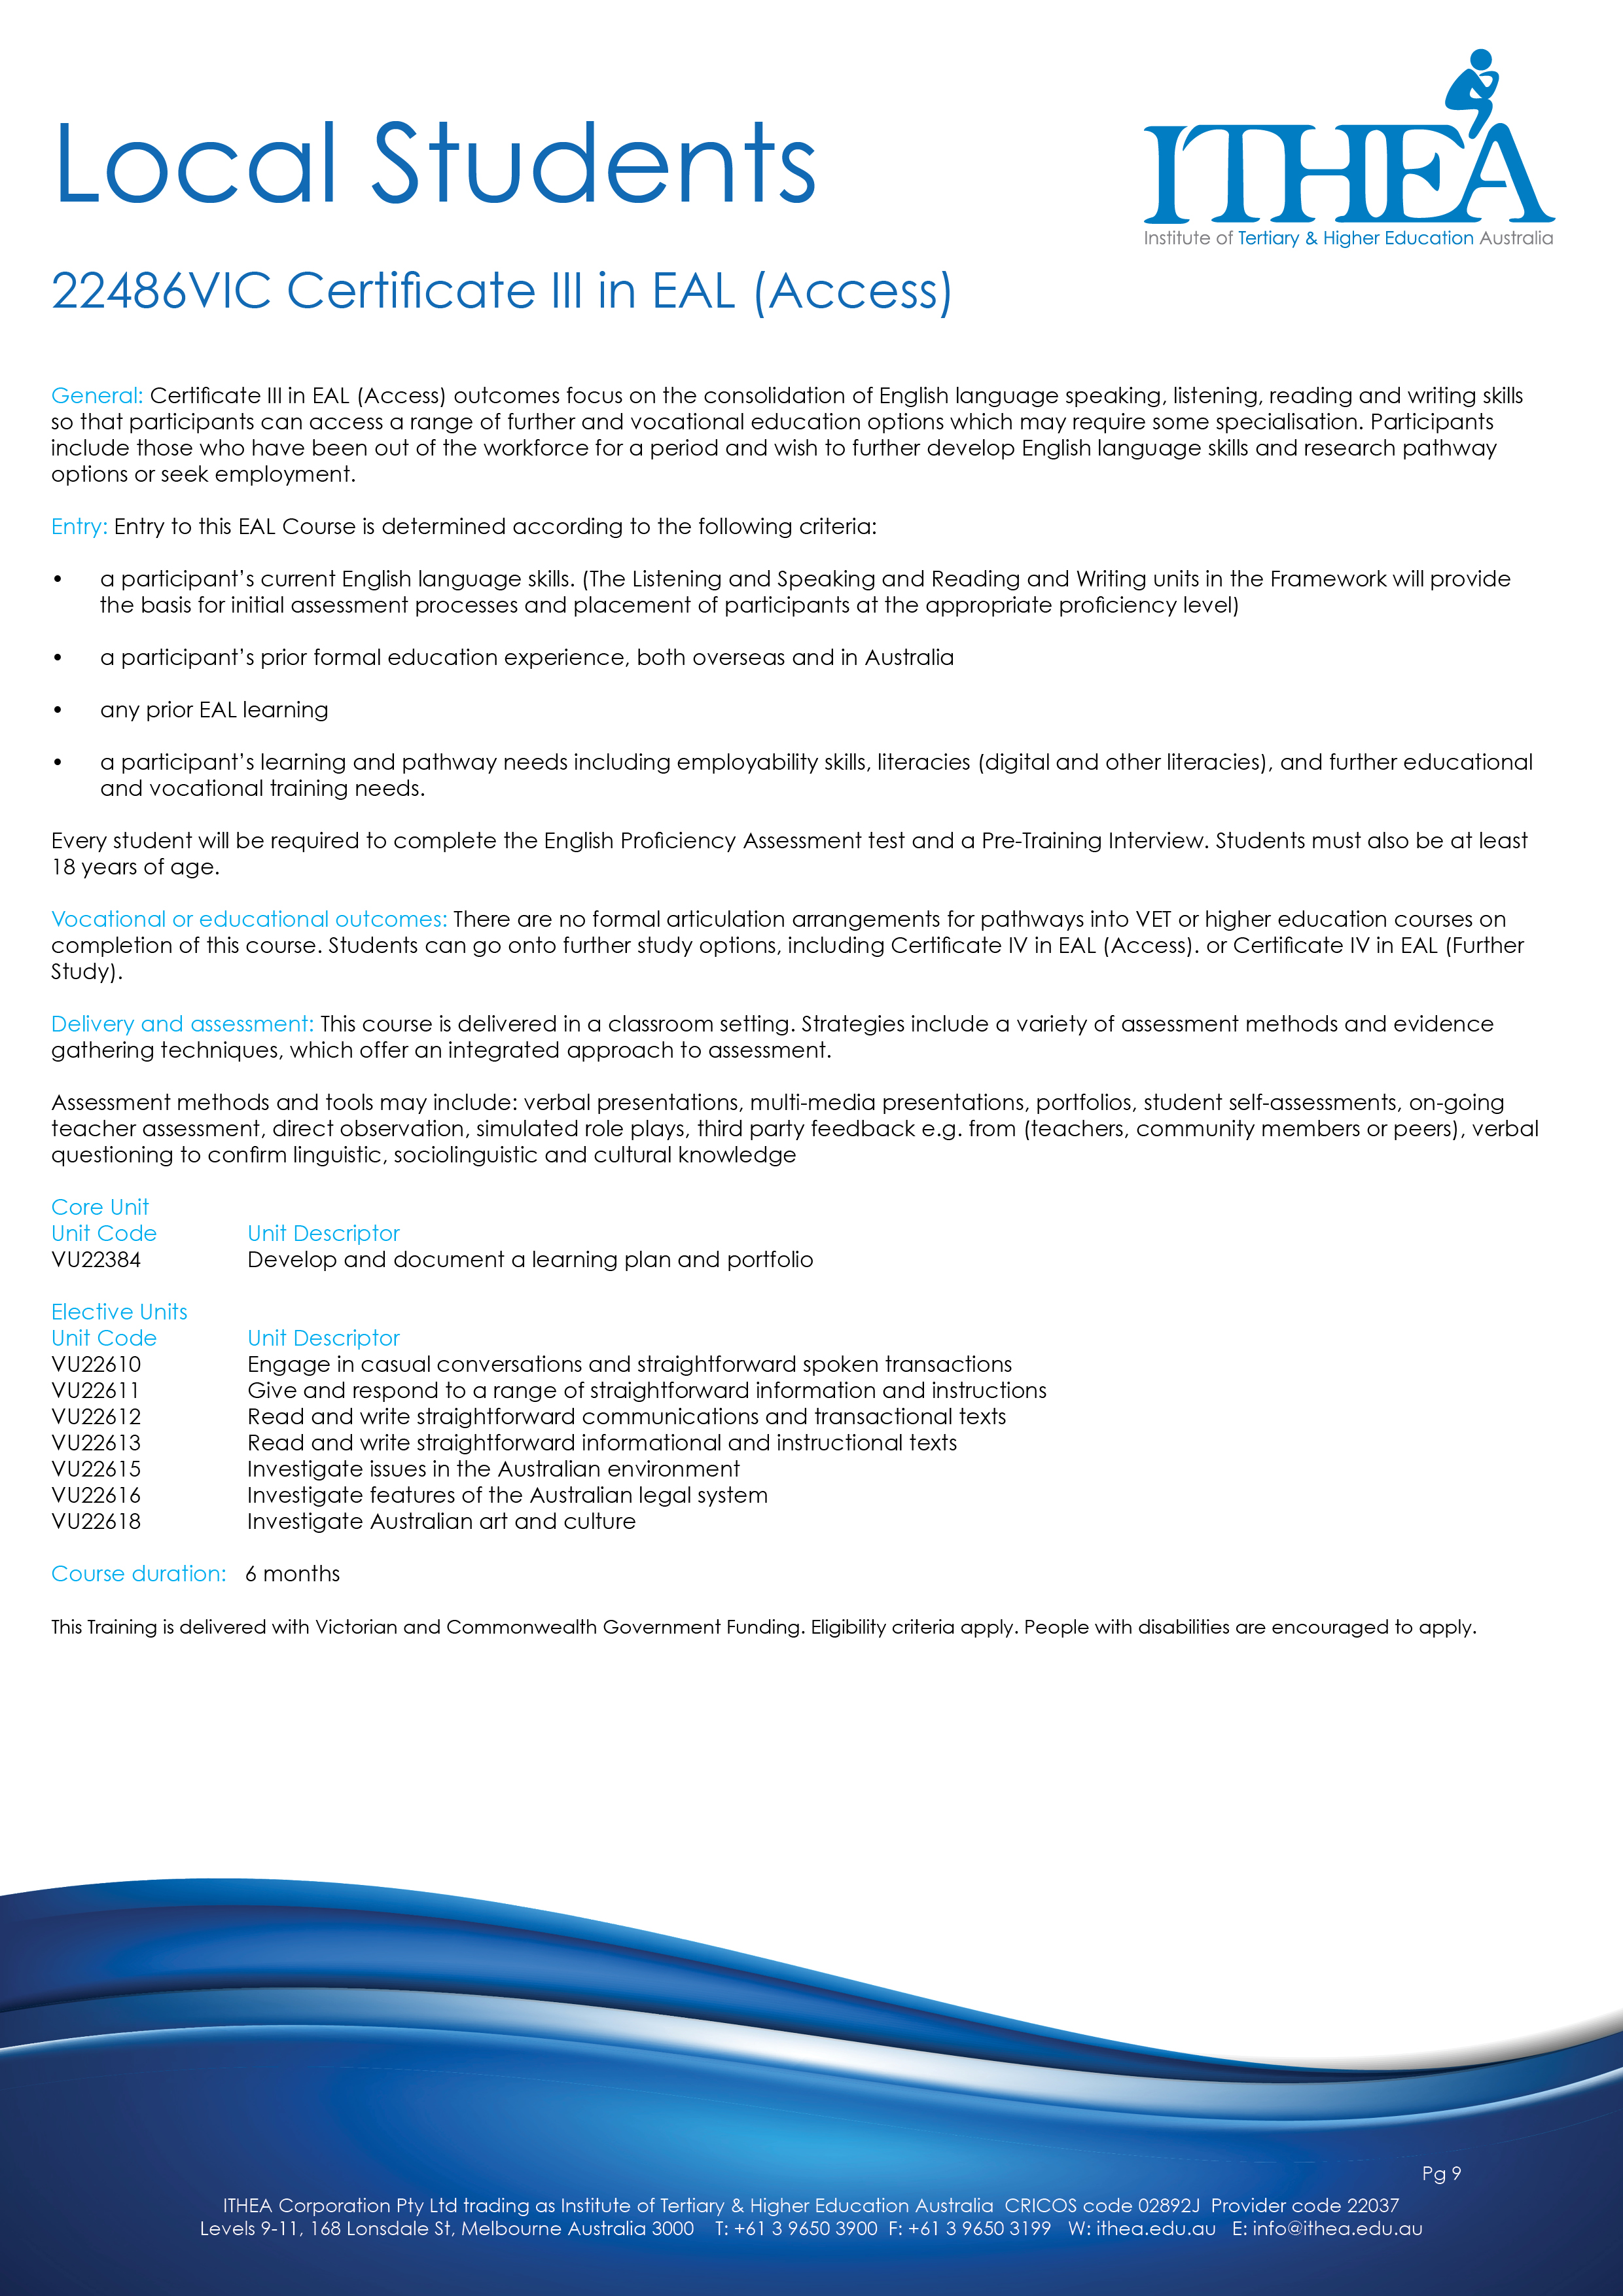 Local Students
ITHEA
Institute of Tertiary & Higher Education Australia
22486VIC Certificate III in EAL (Access)
General: Certificate III in EAL (Access) outcomes focus on the consolidation of English language speaking, listening, reading and writing skills
so that participants can access a range of further and vocational education options which may require some specialisation. Participants
include those who have been out of the workforce for a period and wish to further develop English language skills and research pathway
options or seek employment.
Entry: Entry to this EAL Course is determined according to the following criteria:
• a participant’s current English language skills. (The Listening and Speaking and Reading and Writing units in the Framework will provide
the basis for initial assessment processes and placement of participants at the appropriate proficiency level)
• a participant’s prior formal education experience, both overseas and in Australia
• any prior EAL learning
• a participant’s learning and pathway needs including employability skills, literacies (digital and other literacies), and further educational
and vocational training needs.
Every student will be required to complete the English Proficiency Assessment test and a Pre-Training Interview. Students must also be at least
18 years of age.
Vocational or educational outcomes: There are no formal articulation arrangements for pathways into VET or higher education courses on
completion of this course. Students can go onto further study options, including Certificate IV in EAL (Access). or Certificate IV in EAL (Further
Study).
Delivery and assessment: This course is delivered in a classroom setting. Strategies include a variety of assessment methods and evidence
gathering techniques, which offer an integrated approach to assessment.
Assessment methods and tools may include: verbal presentations, multi-media presentations, portfolios, student self-assessments, on-going
teacher assessment, direct observation, simulated role plays, third party feedback e.g. from (teachers, community members or peers), verbal
questioning to confirm linguistic, sociolinguistic and cultural knowledge
Core Unit
Unit Code Unit Descriptor
VU22384 Develop and document a learning plan and portfolio
Elective Units
Unit Code Unit Descriptor
VU22610 Engage in casual conversations and straightforward spoken transactions
VU22611 Give and respond to a range of straightforward information and instructions
VU22612 Read and write straightforward communications and transactional texts
VU22613 Read and write straightforward informational and instructional texts
VU22615 Investigate issues in the Australian environment
VU22616 Investigate features of the Australian legal system
VU22618 Investigate Australian art and culture
Course duration: 6 months
This Training is delivered with Victorian and Commonwealth Government Funding. Eligibility criteria apply. People with disabilities are encouraged to apply.
Pg 9
ITHEA Corporation Pty Ltd trading as Institute of Tertiary & Higher Education Australia CRICOS code 02892J Provider code 22037
Levels 9-11, 168 Lonsdale St, Melbourne Australia 3000 T: +61 3 9650 3900 F: +61 3 9650 3199 W: ithea.edu.au E: info@ithea.edu.au